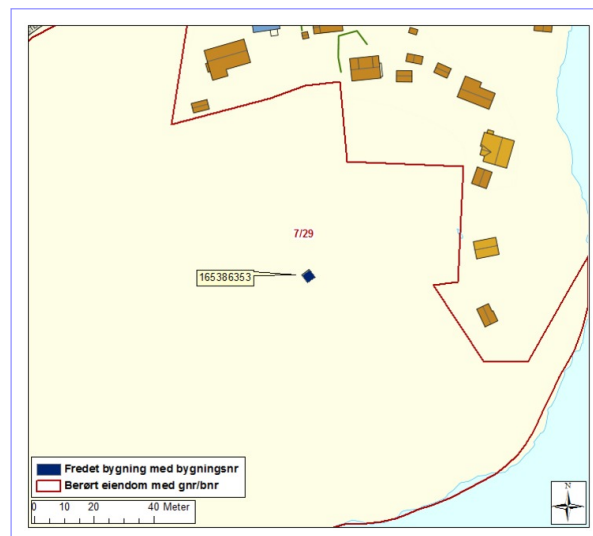 7/29
165386353
Fredet bygning med bygningsnr
Berørt eiendom med gnr/bnr
0 10 20 40 Meter
N